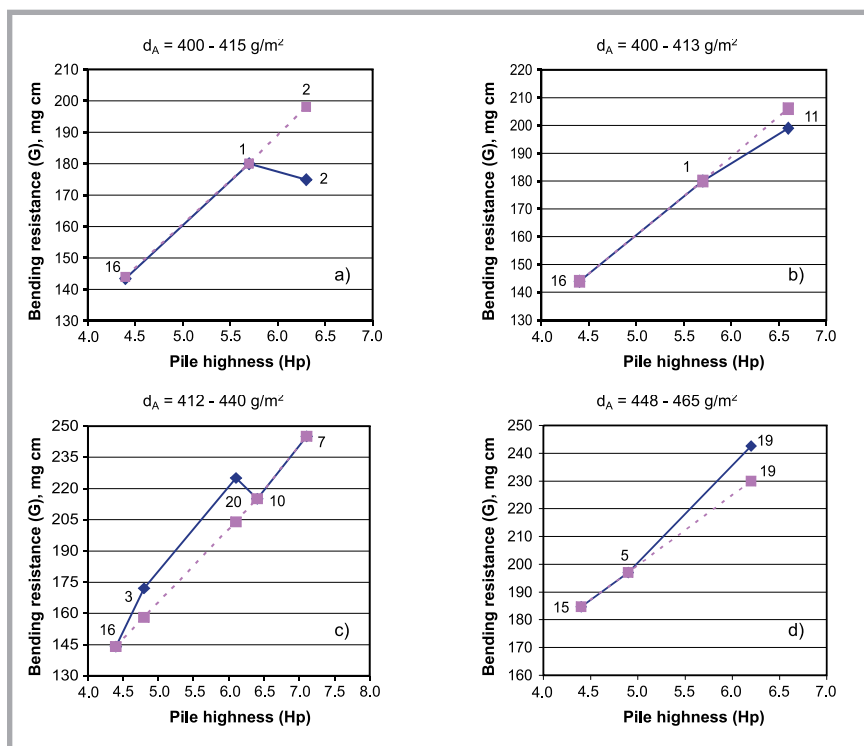 d_A = 400 - 415 g/m²
Bending resistance (G), mg cm
210
200
190
180
170
160
150
140
130
2
1
2
16
a)
4.0 4.5 5.0 5.5 6.0 6.5 7.0
Pile highness (Hp)
d_A = 400 - 413 g/m²
Bending resistance (G), mg cm
220
210
200
190
180
170
160
150
140
130
11
1
16
b)
4.0 4.5 5.0 5.5 6.0 6.5 7.0
Pile highness (Hp)
d_A = 412 - 440 g/m²
Bending resistance (G), mg cm
250
235
220
205
190
175
160
145
130
7
20 10
3
16
c)
4.0 4.5 5.0 5.5 6.0 6.5 7.0 7.5 8.0
Pile highness (Hp)
d_A = 448 - 465 g/m²
Bending resistance (G), mg cm
250
240
230
220
210
200
190
180
170
160
19
19
5
15
d)
4.0 4.5 5.0 5.5 6.0 6.5 7.0
Pile highness (Hp)